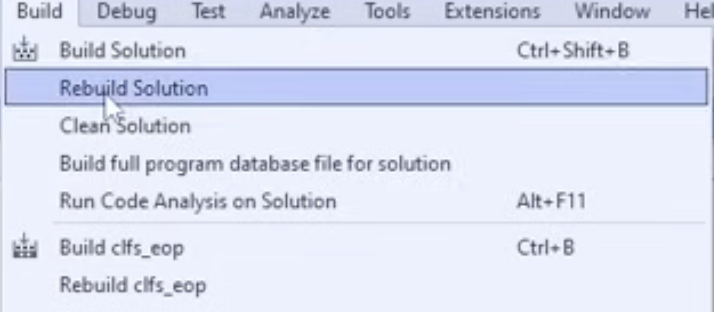 Build Debug Test Analyze Tools Extensions Window Hel
Build Solution Ctrl+Shift+B
Rebuild Solution
Clean Solution
Build full program database file for solution
Run Code Analysis on Solution Alt+F11
Build clfs_eop Ctrl+B
Rebuild clfs_eop